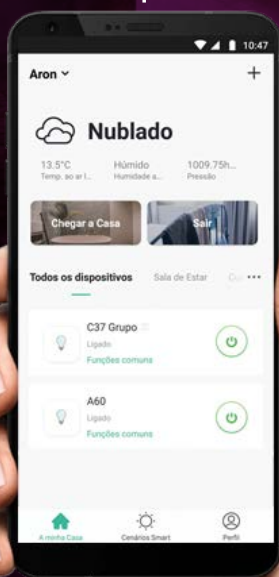 10:47
Aron
Nublado
13.5°C Húmido 1009.75h...
Temp. ao ar l... Humidade a... Pressão
Chegar a Casa Sair
Todos os dispositivos Sala de Estar
C37 Grupo
Ligado
Funções comuns
A60
Ligado
Funções comuns
A minha Casa Cenários Smart Perfil